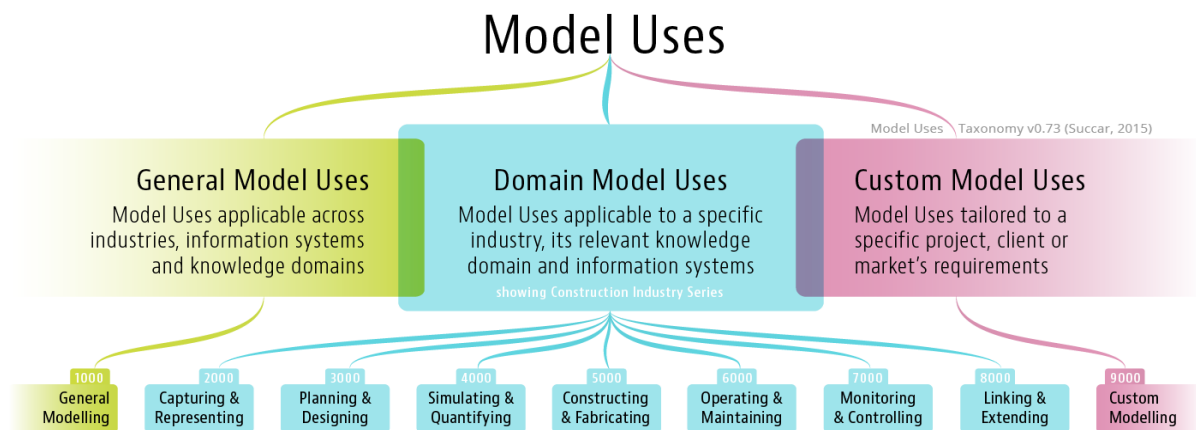 Model Uses
Model Uses Taxonomy v0.73 (Succar, 2015)
General Model Uses
Model Uses applicable across
industries, information systems
and knowledge domains
Domain Model Uses
Model Uses applicable to a specific
industry, its relevant knowledge
domain and information systems
showing Construction Industry Series
Custom Model Uses
Model Uses tailored to a
specific project, client or
market's requirements
1000
General
Modelling
2000
Capturing &
Representing
3000
Planning &
Designing
4000
Simulating &
Quantifying
5000
Constructing
& Fabricating
6000
Operating &
Maintaining
7000
Monitoring
& Controlling
8000
Linking &
Extending
9000
Custom
Modelling